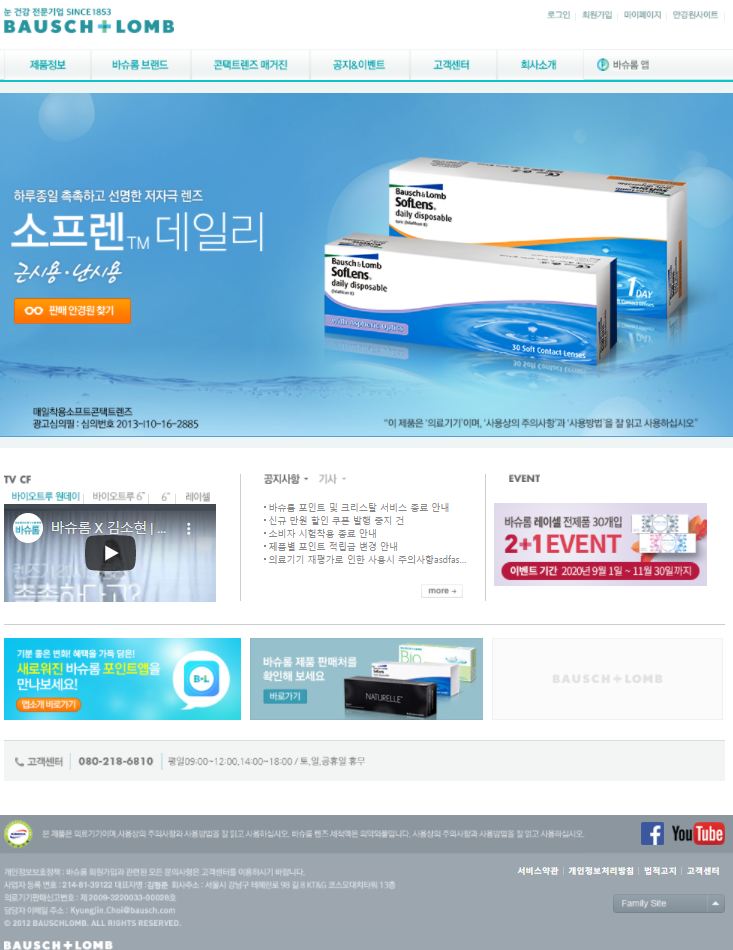 눈 건강 전문기업 SINCE1853
BAUSCH+LOMB
로그인 회원가입 마이페이지 안경원사이트
제품정보 바슈롬 브랜드 콘택트렌즈 매거진 공지&이벤트 고객센터 회사소개 바슈롬 앱
하루종일 촉촉하고 선명한 저자극 렌즈
소프렌TM데일리
근시용·난시용
판매 안경원 찾기
Bausch & Lomb
SofLens.
daily disposable
Bausch & Lomb
SofLens.
daily disposable
with Aspheric Optics
1 DAY
30 Soft Contact Lenses
매일착용소프트콘택트렌즈
광고심의필 : 심의번호 2013-I10-16-2885
“이 제품은 '의료기기'이며, '사용상의 주의사항'과 '사용방법'을 잘 읽고 사용하십시오”
TV CF
바이오트루 원데이 바이오트루 6" 6" 레이셀
바슈롬 X 김소현 | ...
공지사항 기사
바슈롬 포인트 및 크리스탈 서비스 종료 안내
신규 만원 할인 쿠폰 발행 중지 건
소비자 시험착용 종료 안내
제품별 포인트 적립금 변경 안내
의료기기 재평가로 인한 사용시 주의사항asdfas...
more
EVENT
바슈롬 레이셀 전제품 30개입
2+1 EVENT
이벤트 기간 2020년 9월 1일 ~ 11월 30일까지
기분 좋은 변화! 혜택을 가득 담은!
새로워진 바슈롬 포인트앱을
만나보세요!
앱소개 바로가기
B+L
바슈롬 제품 판매처를
확인해 보세요
바로가기
Bio
NATURELLE
BAUSCH+LOMB
고객센터 080-218-6810 평일09:00~12:00,14:00~18:00 / 토,일,공휴일 휴무
본 제품은 의료기기이며,사용상의 주의사항과 사용방법을 잘 읽고 사용하십시오. 바슈롬 렌즈 세척액은 의약외품입니다. 사용상의 주의사항과 사용방법을 잘 읽고 사용하십시오.
YouTube
개인정보보호정책 : 바슈롬 회원가입과 관련된 모든 문의사항은 고객센터를 이용하시기 바랍니다.
서비스약관 개인정보처리방침 법적고지 고객센터
사업자 등록 번호 : 214-81-39122 대표자명 :김형준 회사주소 : 서울시 강남구 테헤란로 98 길 8 KT&G 코스모대치타워 13층
의료기기판매신고번호 : 제2009-3220033-00026호
담당자 이메일 주소 : Kyungjin.Choi@bausch.com
© 2012 BAUSCHLOMB. ALL RIGHTS RESERVED.
Family Site
BAUSCH+LOMB